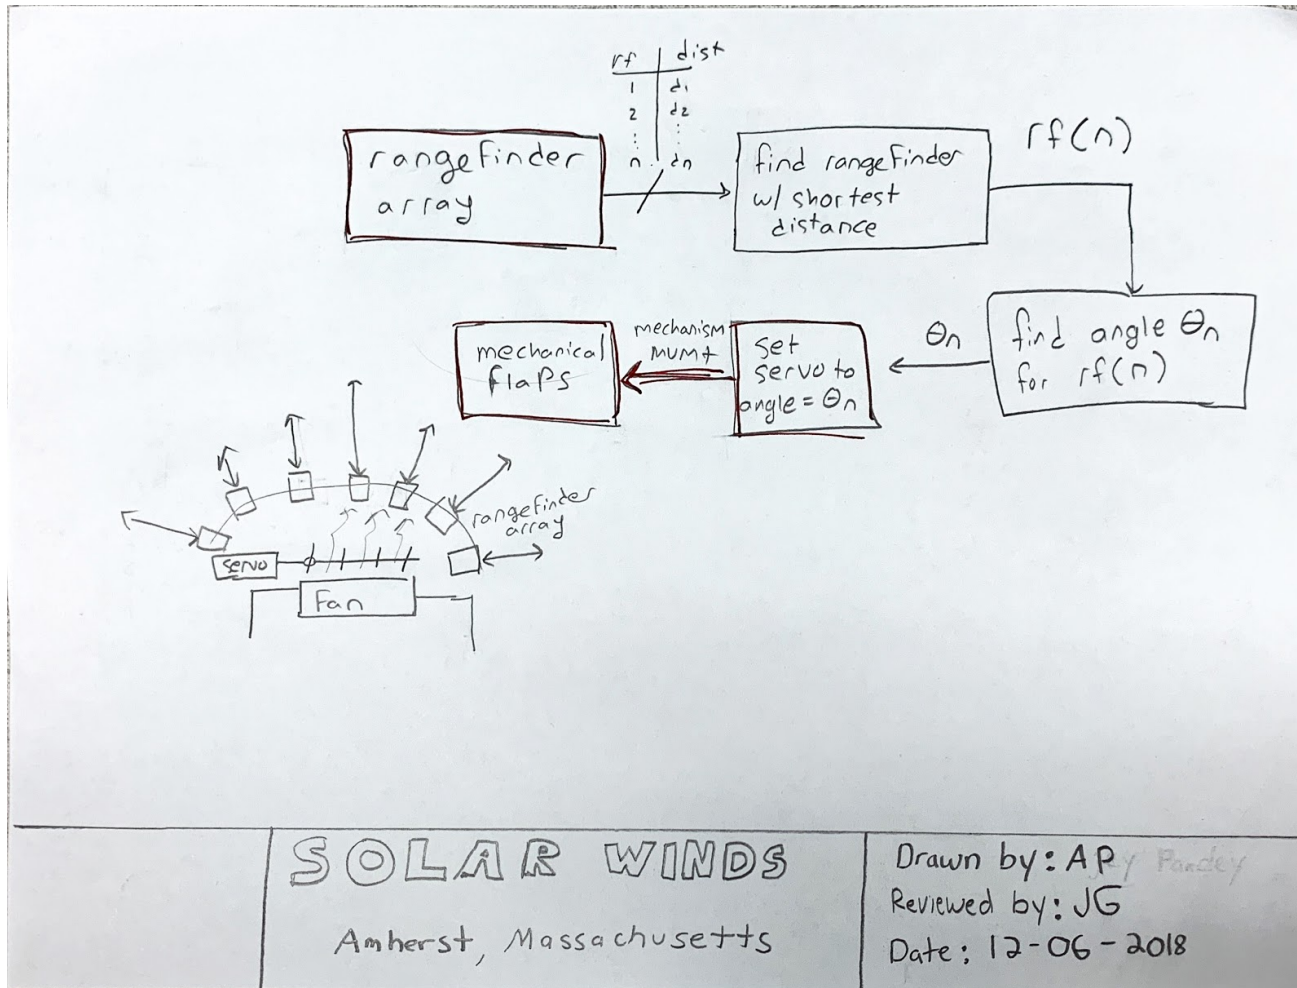 rf dist
1 d1
2 d2
⋮ ⋮
n dn
rangefinder
array
find rangefinder
w/ shortest
distance
rf(n)
find angle θn
for rf(n)
θn
set
servo to
angle = θn
mechanism
mvmt
mechanical
flaps
rangefinder
array
servo
Fan
SOLAR WINDS
Amherst, Massachusetts
Drawn by: AP
Reviewed by: JG
Date: 12-06-2018